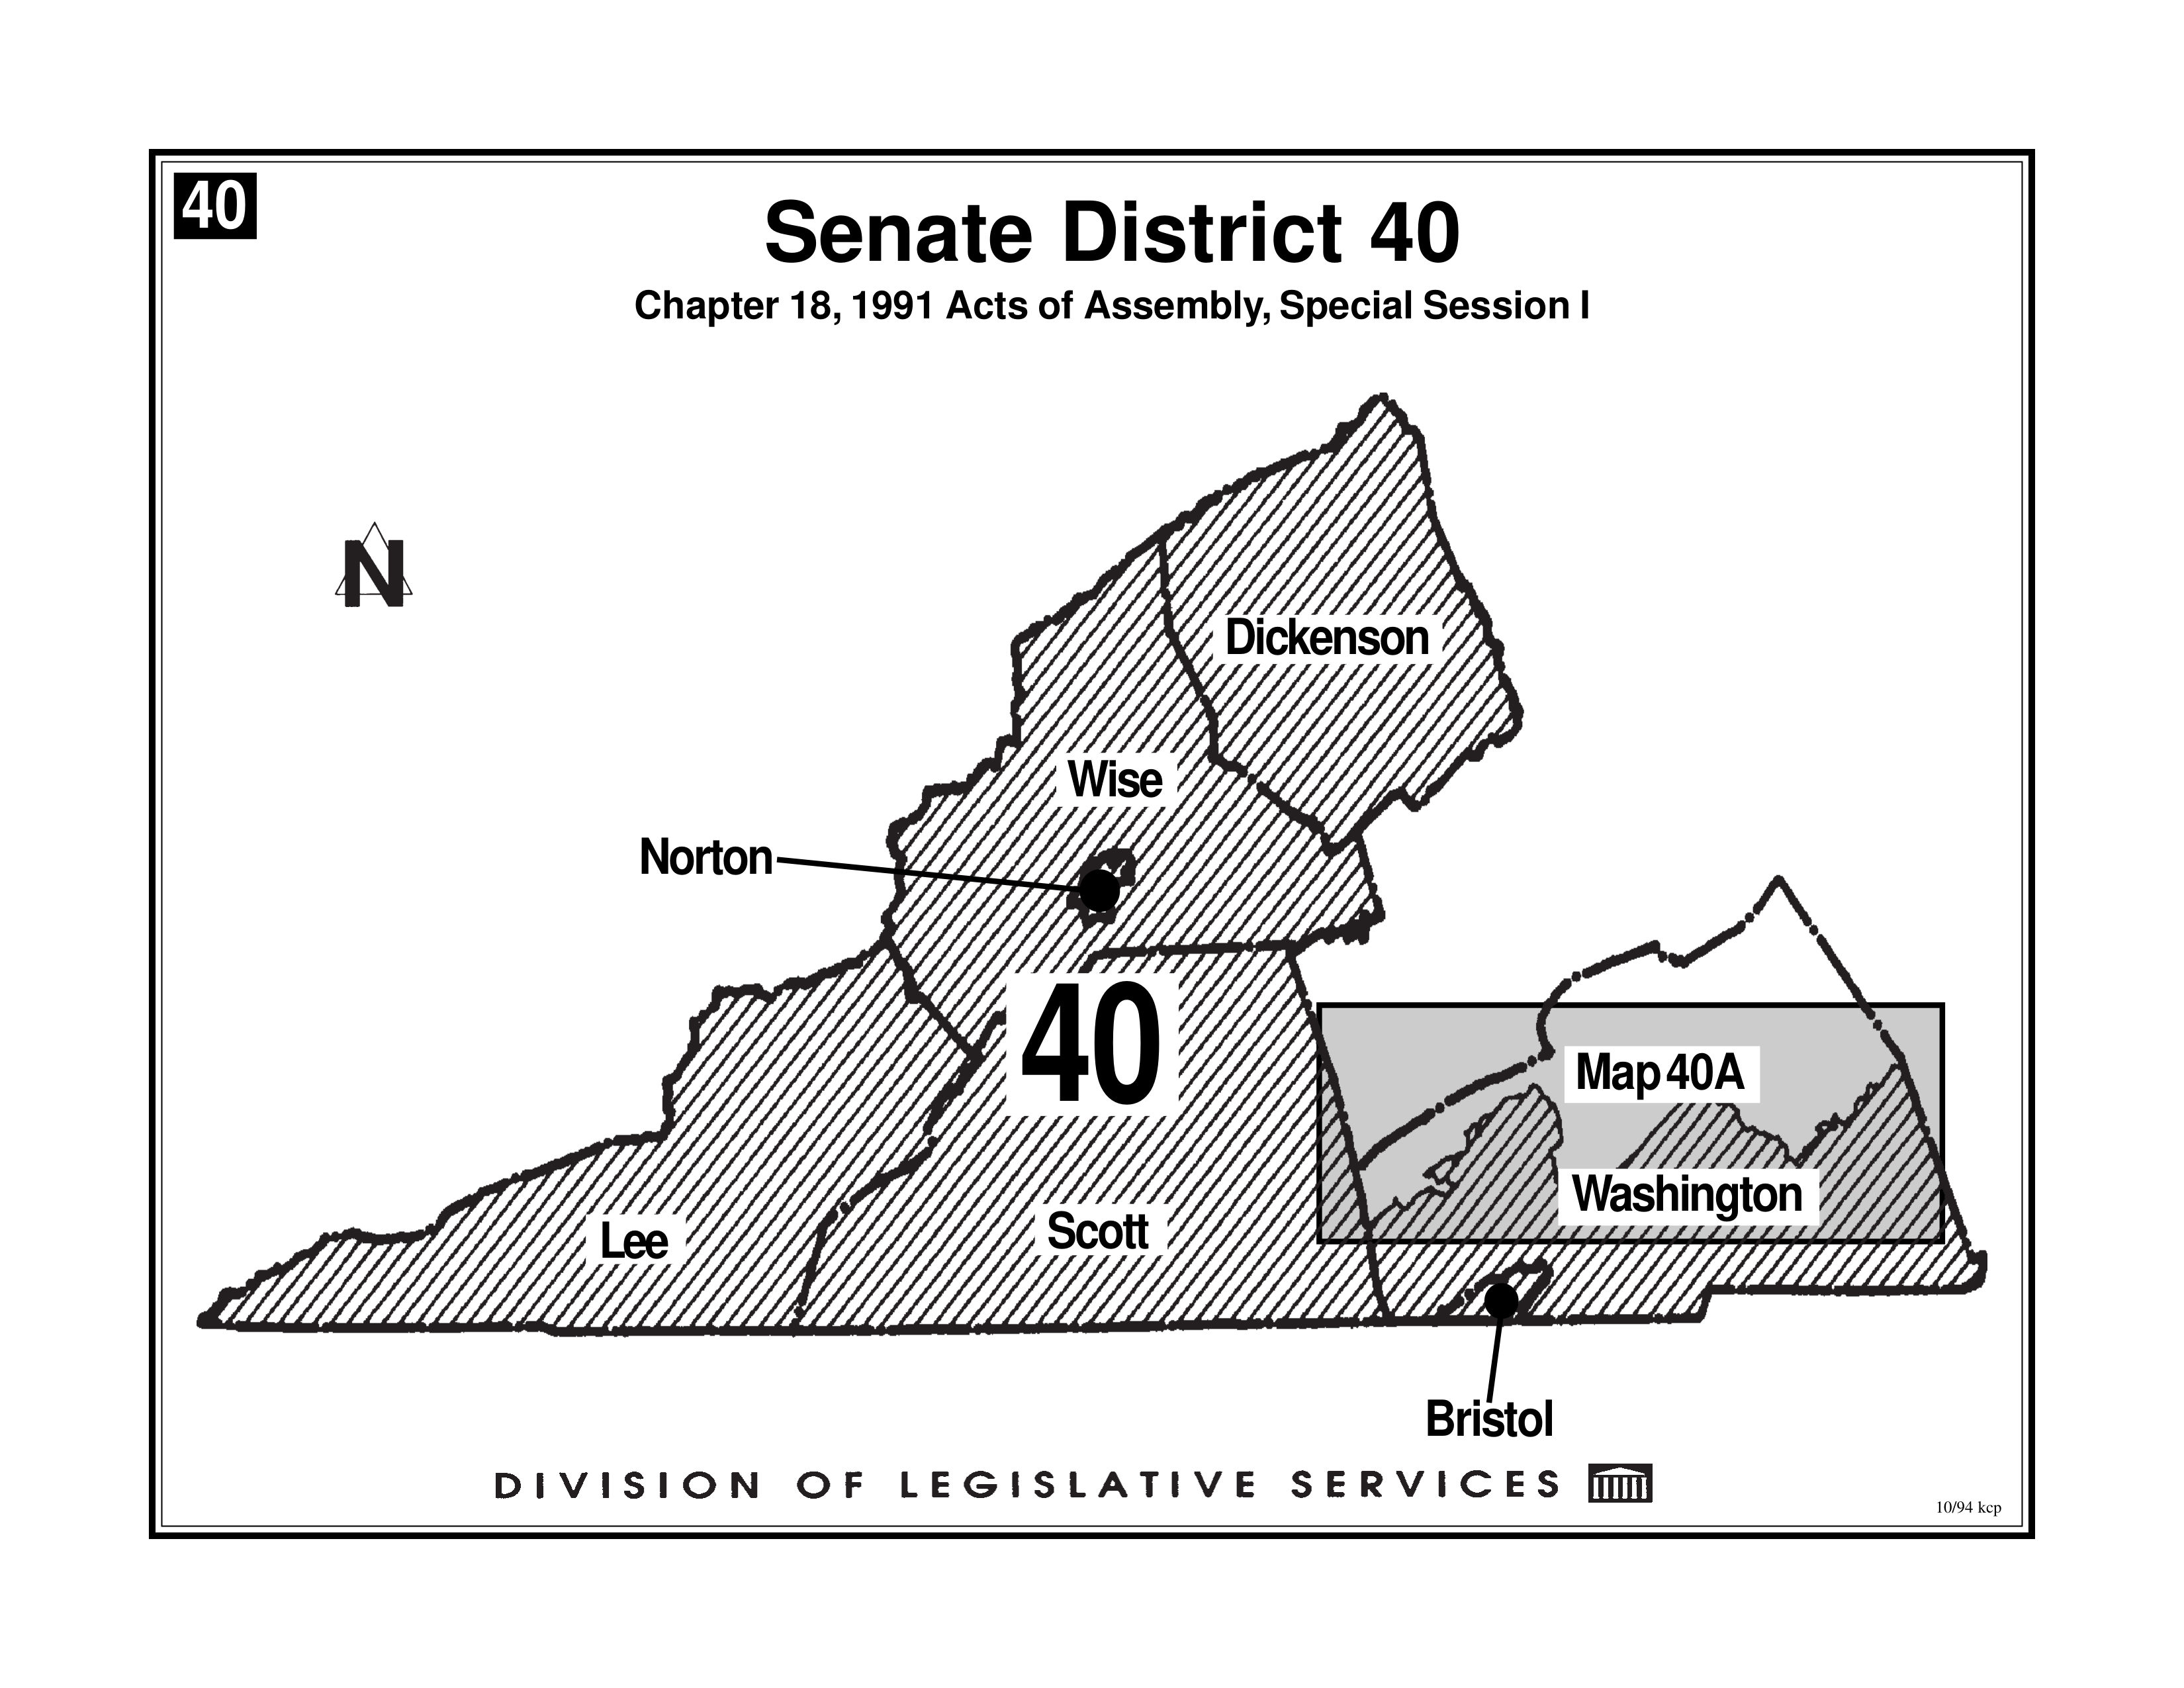 40
Senate District 40
Chapter 18, 1991 Acts of Assembly, Special Session I
N
Dickenson
Wise
Norton
40
Map 40A
Washington
Lee
Scott
Bristol
DIVISION OF LEGISLATIVE SERVICES
10/94 kcp